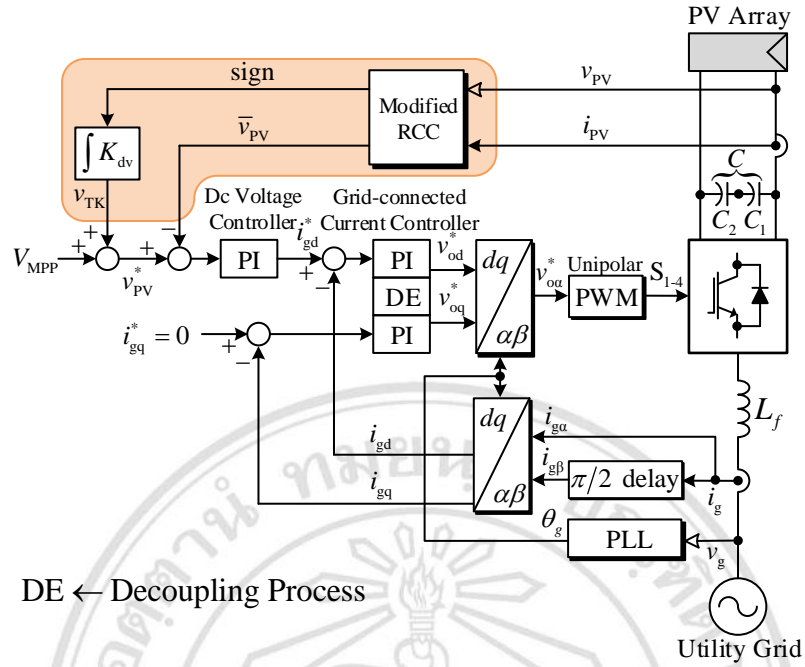 PV Array
sign
v_PV
Modified
RCC
v̅_PV
i_PV
∫ K_dv
v_TK
C
C_2 C_1
Dc Voltage
Controller
Grid-connected
Current Controller
V_MPP
+
+
v*_PV
+
−
PI
i*_gd
+
−
PI
DE
PI
v*_od
v*_oq
dq
αβ
v*_oα
Unipolar
PWM
S_1-4
i*_gq = 0
+
−
L_f
dq
αβ
i_gα
i_gβ
π/2 delay
i_g
i_gd
i_gq
θ_g
PLL
v_g
DE ← Decoupling Process
Utility Grid